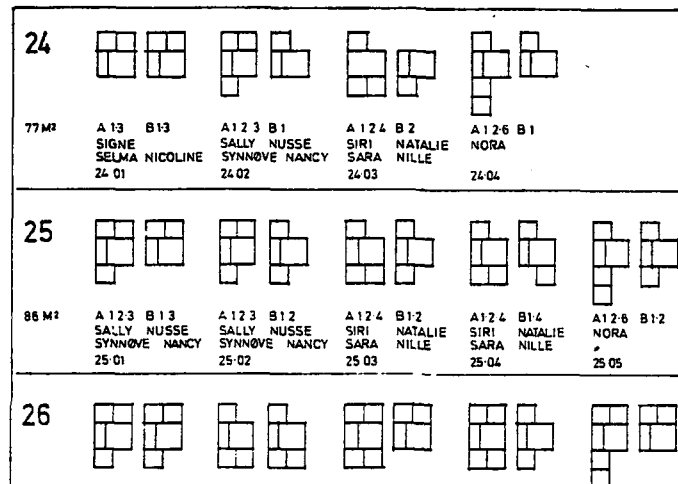 24
77 M²
A 1·3 B 1·3
SIGNE
SELMA NICOLINE
24 01
A 1 2 3 B 1
SALLY NUSSE
SYNNØVE NANCY
24 02
A 1 2 4 B 2
SIRI NATALIE
SARA NILLE
24·03
A 1 2·6 B 1
NORA
24·04
25
86 M²
A 1 2·3 B 1 3
SALLY NUSSE
SYNNØVE NANCY
25·01
A 1 2 3 B 1·2
SALLY NUSSE
SYNNØVE NANCY
25·02
A 1 2·4 B 1·2
SIRI NATALIE
SARA NILLE
25 03
A 1·2·4 B 1·4
SIRI NATALIE
SARA NILLE
25·04
A 1 2·6 B 1·2
NORA
25 05
26